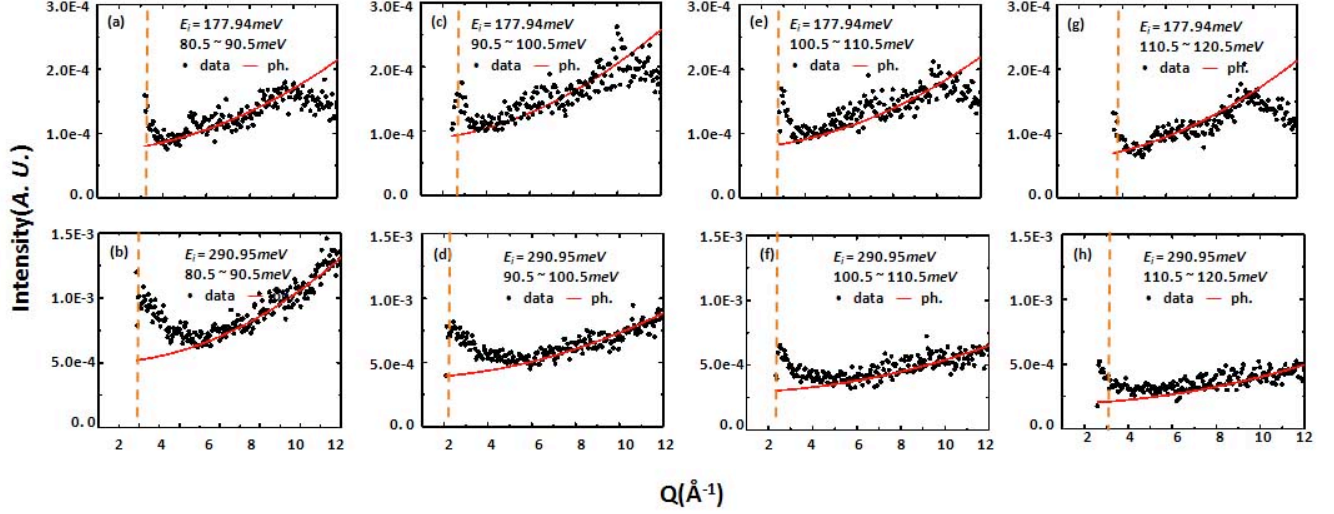 (a)
Ei = 177.94meV
80.5 ~ 90.5meV
data ph.
3.0E-4
2.0E-4
1.0E-4
0.0
(c)
Ei = 177.94meV
90.5 ~ 100.5meV
data ph.
3.0E-4
2.0E-4
1.0E-4
0.0
(e)
Ei = 177.94meV
100.5 ~ 110.5meV
data ph.
3.0E-4
2.0E-4
1.0E-4
0.0
(g)
Ei = 177.94meV
110.5 ~ 120.5meV
data ph.
3.0E-4
2.0E-4
1.0E-4
0.0
Intensity(A. U.)
(b)
Ei = 290.95meV
80.5 ~ 90.5meV
data ph.
1.5E-3
1.0E-3
5.0E-4
0.0
2 4 6 8 10 12
(d)
Ei = 290.95meV
90.5 ~ 100.5meV
data ph.
1.5E-3
1.0E-3
5.0E-4
0.0
2 4 6 8 10 12
(f)
Ei = 290.95meV
100.5 ~ 110.5meV
data ph.
1.5E-3
1.0E-3
5.0E-4
0.0
2 4 6 8 10 12
(h)
Ei = 290.95meV
110.5 ~ 120.5meV
data ph.
1.5E-3
1.0E-3
5.0E-4
0.0
2 4 6 8 10 12
Q(Å-1)